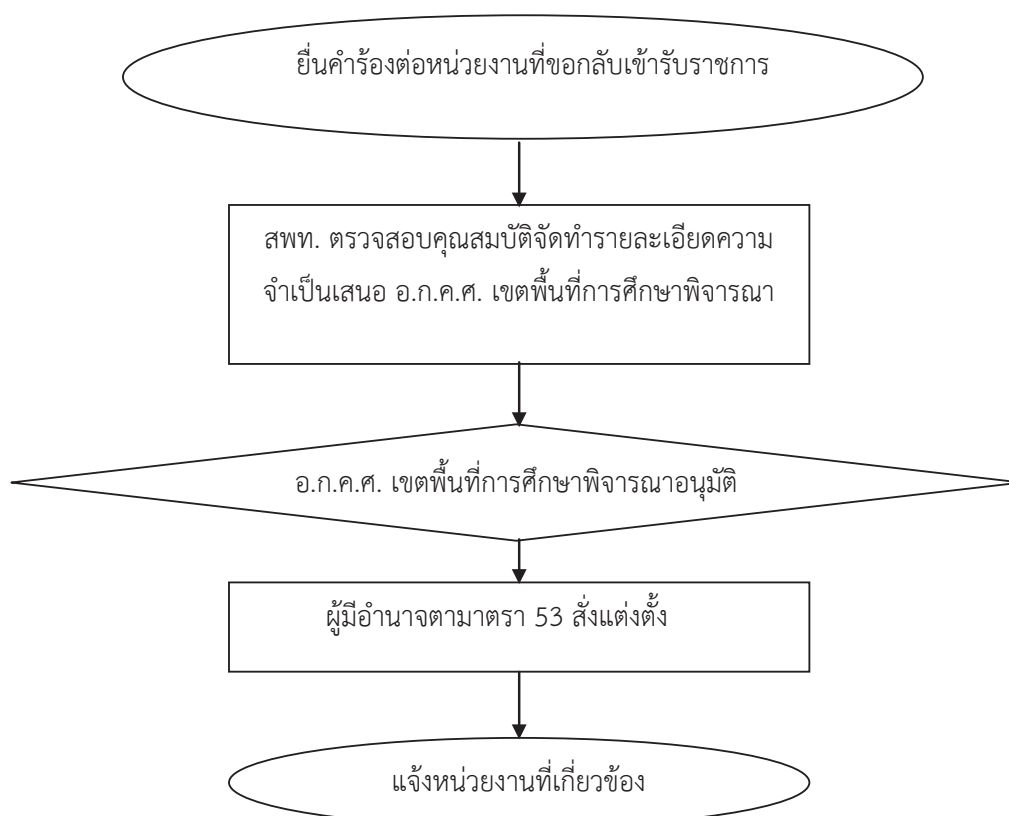 ยื่นคำร้องต่อหน่วยงานที่ขอกลับเข้ารับราชการ
สพท. ตรวจสอบคุณสมบัติจัดทำรายละเอียดความ
จำเป็นเสนอ อ.ก.ค.ศ. เขตพื้นที่การศึกษาพิจารณา
อ.ก.ค.ศ. เขตพื้นที่การศึกษาพิจารณาอนุมัติ
ผู้มีอำนาจตามาตรา 53 สั่งแต่งตั้ง
แจ้งหน่วยงานที่เกี่ยวข้อง